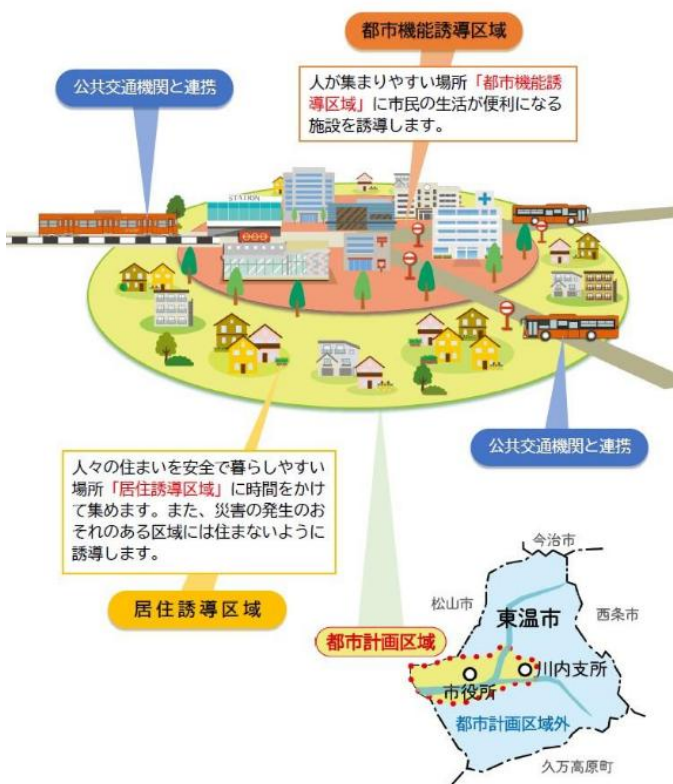 都市機能誘導区域
公共交通機関と連携
人が集まりやすい場所「都市機能誘
導区域」に市民の生活が便利になる
施設を誘導します。
STATION
公共交通機関と連携
人々の住まいを安全で暮らしやすい
場所「居住誘導区域」に時間をかけ
て集めます。また、災害の発生のお
それのある区域には住まないように
誘導します。
居住誘導区域
今治市
松山市
東温市
西条市
都市計画区域
川内支所
市役所
都市計画区域外
久万高原町